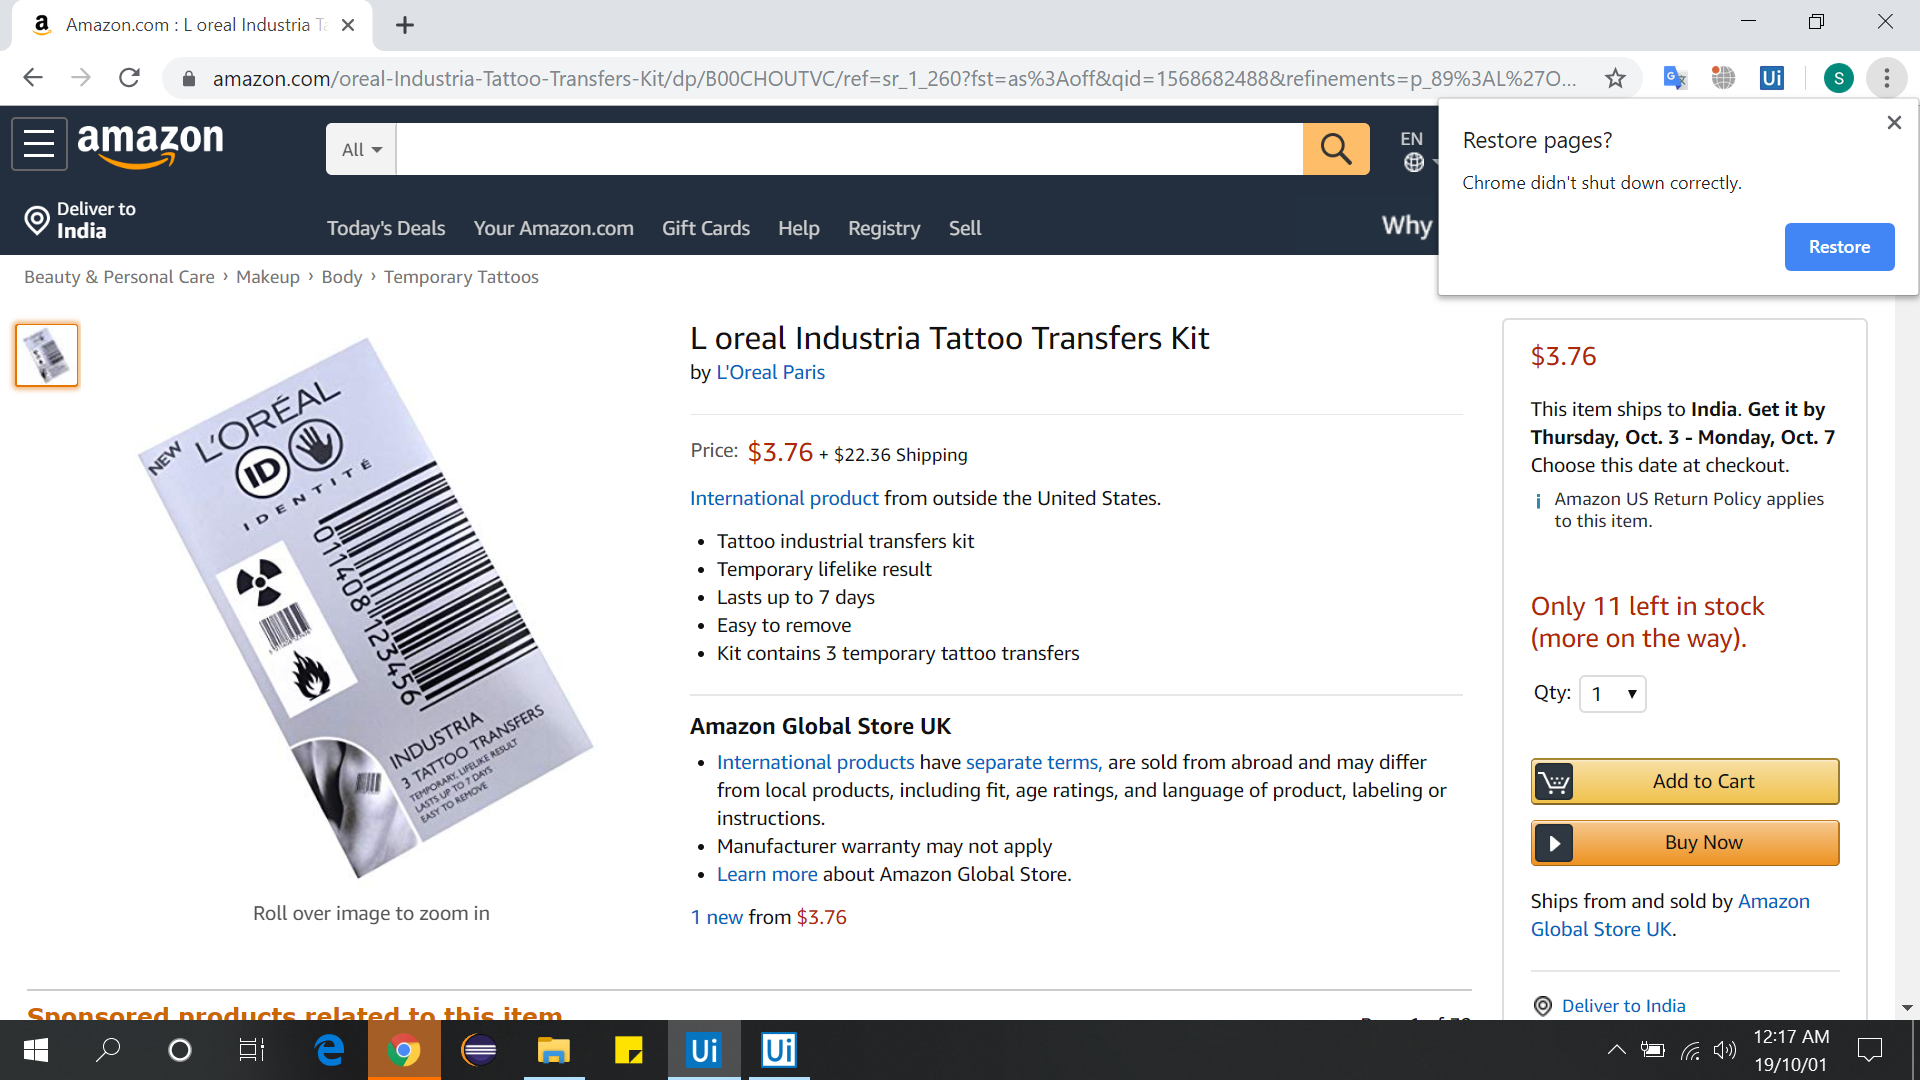 Amazon.com : L oreal Industria Ta
amazon.com/oreal-Industria-Tattoo-Transfers-Kit/dp/B00CHOUTVC/ref=sr_1_260?fst=as%3Aoff&qid=1568682488&refinements=p_89%3AL%27O...
Ui
S
Restore pages?
Chrome didn't shut down correctly.
Restore
amazon
All
EN
Deliver to
India
Today's Deals
Your Amazon.com
Gift Cards
Help
Registry
Sell
Why
Beauty & Personal Care › Makeup › Body › Temporary Tattoos
NEW
L'ORÉAL
ID
IDENTITÉ
011408123456
INDUSTRIA
3 TATTOO TRANSFERS
TEMPORARY, LIFELIKE RESULT
LASTS UP TO 7 DAYS
EASY TO REMOVE
Roll over image to zoom in
L oreal Industria Tattoo Transfers Kit
by L'Oreal Paris
Price: $3.76 + $22.36 Shipping
International product from outside the United States.
• Tattoo industrial transfers kit
• Temporary lifelike result
• Lasts up to 7 days
• Easy to remove
• Kit contains 3 temporary tattoo transfers
Amazon Global Store UK
• International products have separate terms, are sold from abroad and may differ
from local products, including fit, age ratings, and language of product, labeling or
instructions.
• Manufacturer warranty may not apply
• Learn more about Amazon Global Store.
1 new from $3.76
$3.76
This item ships to India. Get it by
Thursday, Oct. 3 - Monday, Oct. 7
Choose this date at checkout.
Amazon US Return Policy applies
to this item.
Only 11 left in stock
(more on the way).
Qty: 1
Add to Cart
Buy Now
Ships from and sold by Amazon
Global Store UK.
Deliver to India
Sponsored products related to this item
Ui
Ui
12:17 AM
19/10/01